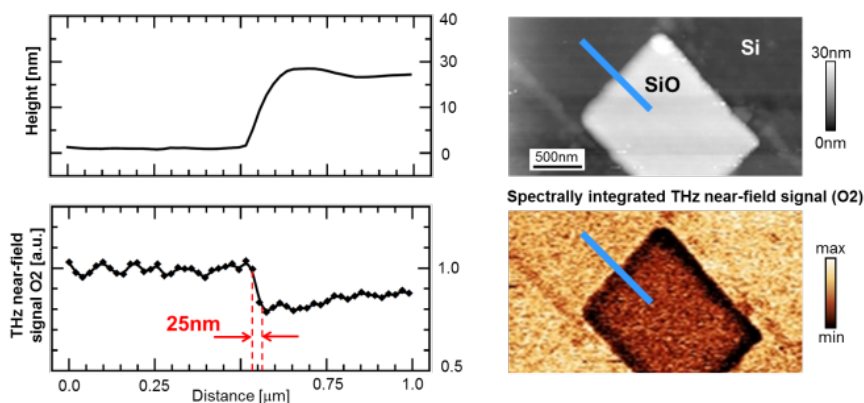 Height [nm]
40
30
10
0
THz near-field
signal O2 [a.u.]
1.0
0.5
25nm
0.0
0.25
0.5
0.75
1.0
Distance [µm]
Si
SiO
500nm
30nm
0nm
Spectrally integrated THz near-field signal (O2)
max
min